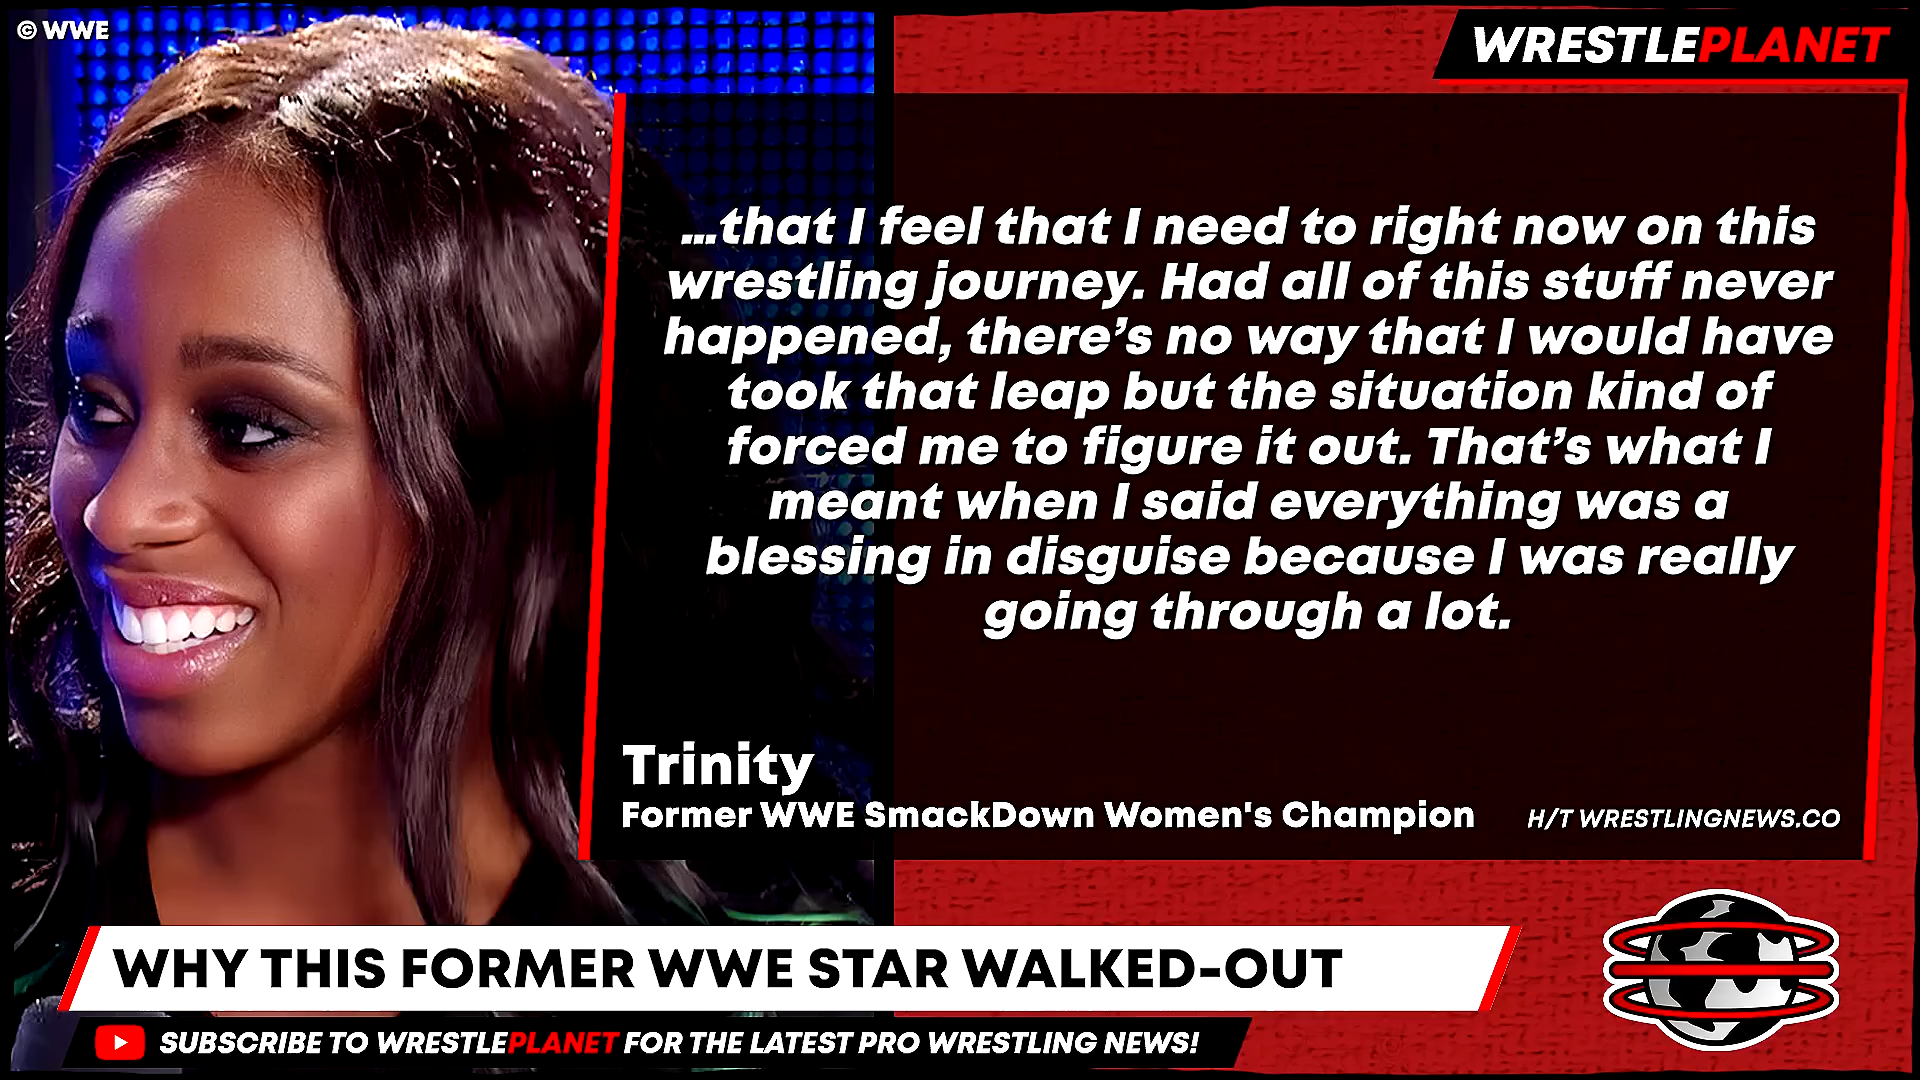 © WWE
WRESTLEPLANET
...that I feel that I need to right now on this
wrestling journey. Had all of this stuff never
happened, there’s no way that I would have
took that leap but the situation kind of
forced me to figure it out. That’s what I
meant when I said everything was a
blessing in disguise because I was really
going through a lot.
Trinity
Former WWE SmackDown Women's Champion
H/T WRESTLINGNEWS.CO
WHY THIS FORMER WWE STAR WALKED-OUT
SUBSCRIBE TO WRESTLEPLANET FOR THE LATEST PRO WRESTLING NEWS!